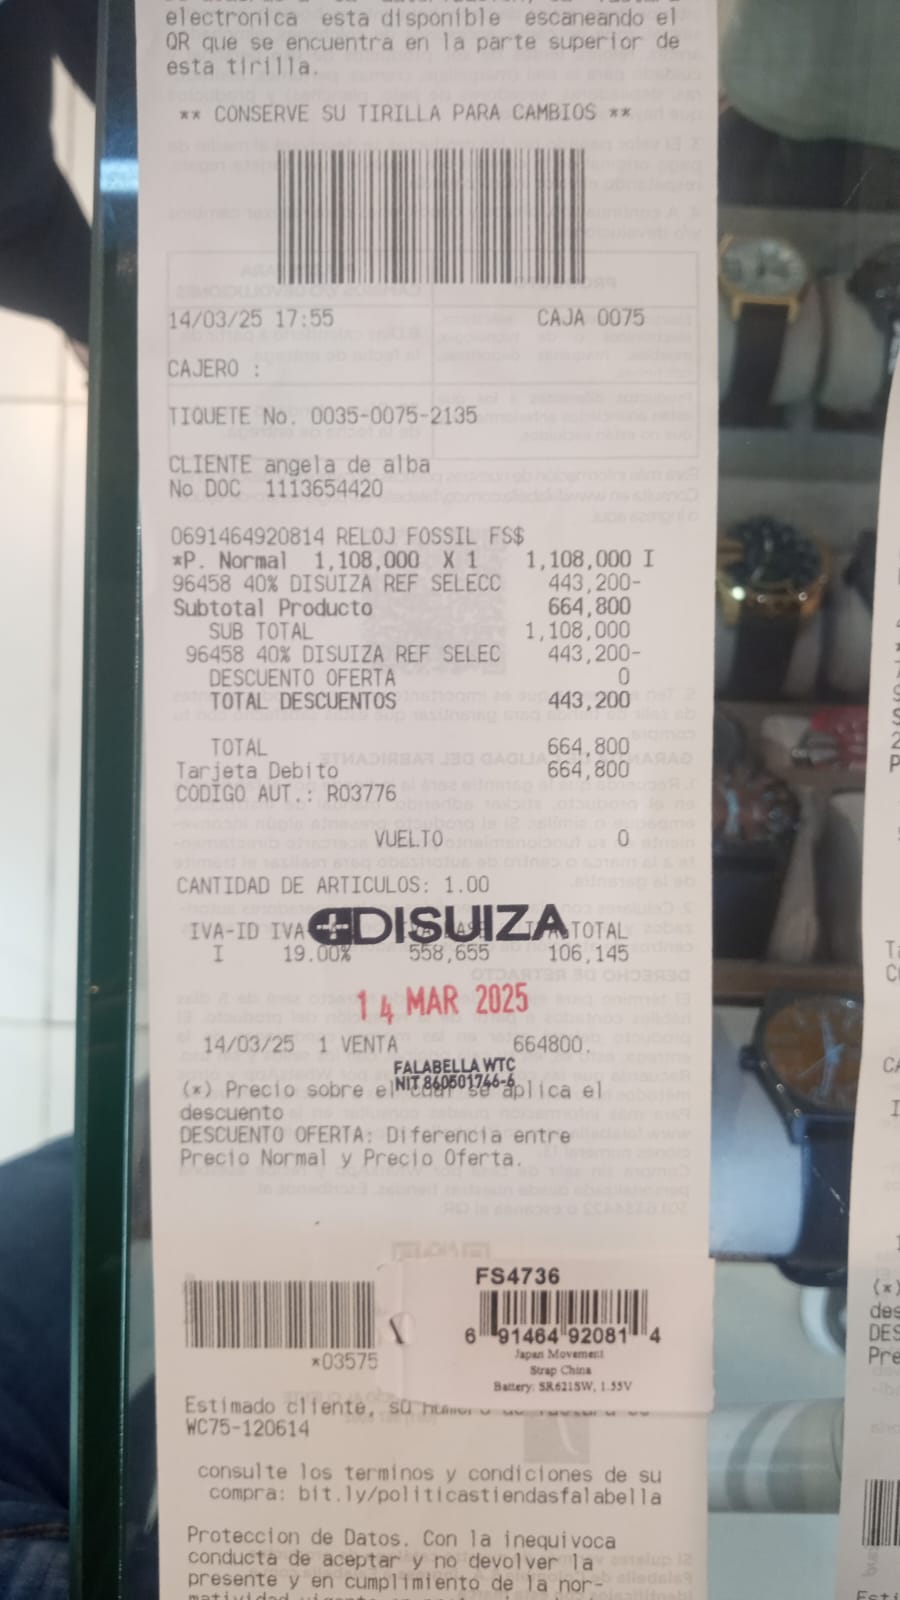 electronica esta disponible escaneando el
QR que se encuentra en la parte superior de
esta tirilla.
** CONSERVE SU TIRILLA PARA CAMBIOS **
14/03/25 17:55 CAJA 0075
CAJERO :
TIQUETE No. 0035-0075-2135
CLIENTE angela de alba
No DOC 1113654420
0691464920814 RELOJ FOSSIL FS$
*P. Normal 1,108,000 X 1 1,108,000 I
96458 40% DISUIZA REF SELECC 443,200-
Subtotal Producto 664,800
SUB TOTAL 1,108,000
96458 40% DISUIZA REF SELEC 443,200-
DESCUENTO OFERTA 0
TOTAL DESCUENTOS 443,200
TOTAL 664,800
Tarjeta Debito 664,800
CODIGO AUT.: R03776
VUELTO 0
CANTIDAD DE ARTICULOS: 1.00
DISUIZA
IVA-ID IVA TOTAL
I 19.00% 558,655 106,145
14 MAR 2025
14/03/25 1 VENTA 664800.
FALABELLA WTC
NIT 860501746-6
(*) Precio sobre el cual se aplica el
descuento
DESCUENTO OFERTA: Diferencia entre
Precio Normal y Precio Oferta.
FS4736
6 91464 92081 4
Japan Movement
Strap China
Battery: SR621SW, 1.55V
*03575
Estimado cliente, su
WC75-120614
consulte los terminos y condiciones de su
compra: bit.ly/politicastiendasfalabella
Proteccion de Datos. Con la inequivoca
conducta de aceptar y no devolver la
presente y en cumplimiento de la nor-